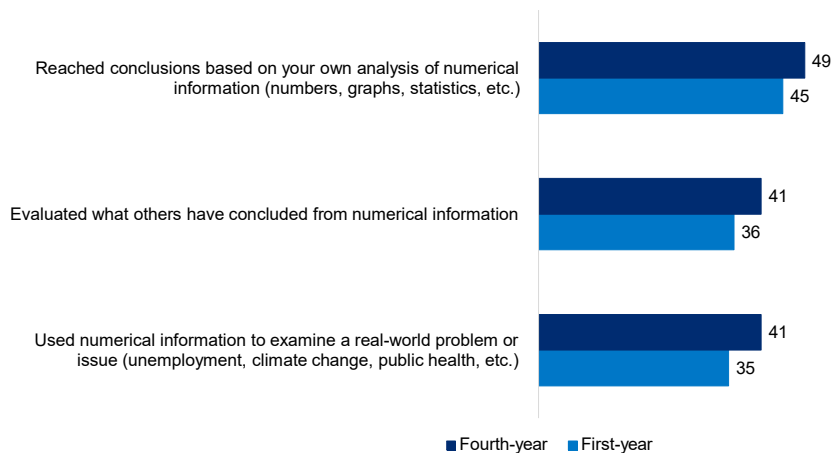 Reached conclusions based on your own analysis of numerical
information (numbers, graphs, statistics, etc.)
49
45
Evaluated what others have concluded from numerical information
41
36
Used numerical information to examine a real-world problem or
issue (unemployment, climate change, public health, etc.)
41
35
Fourth-year First-year